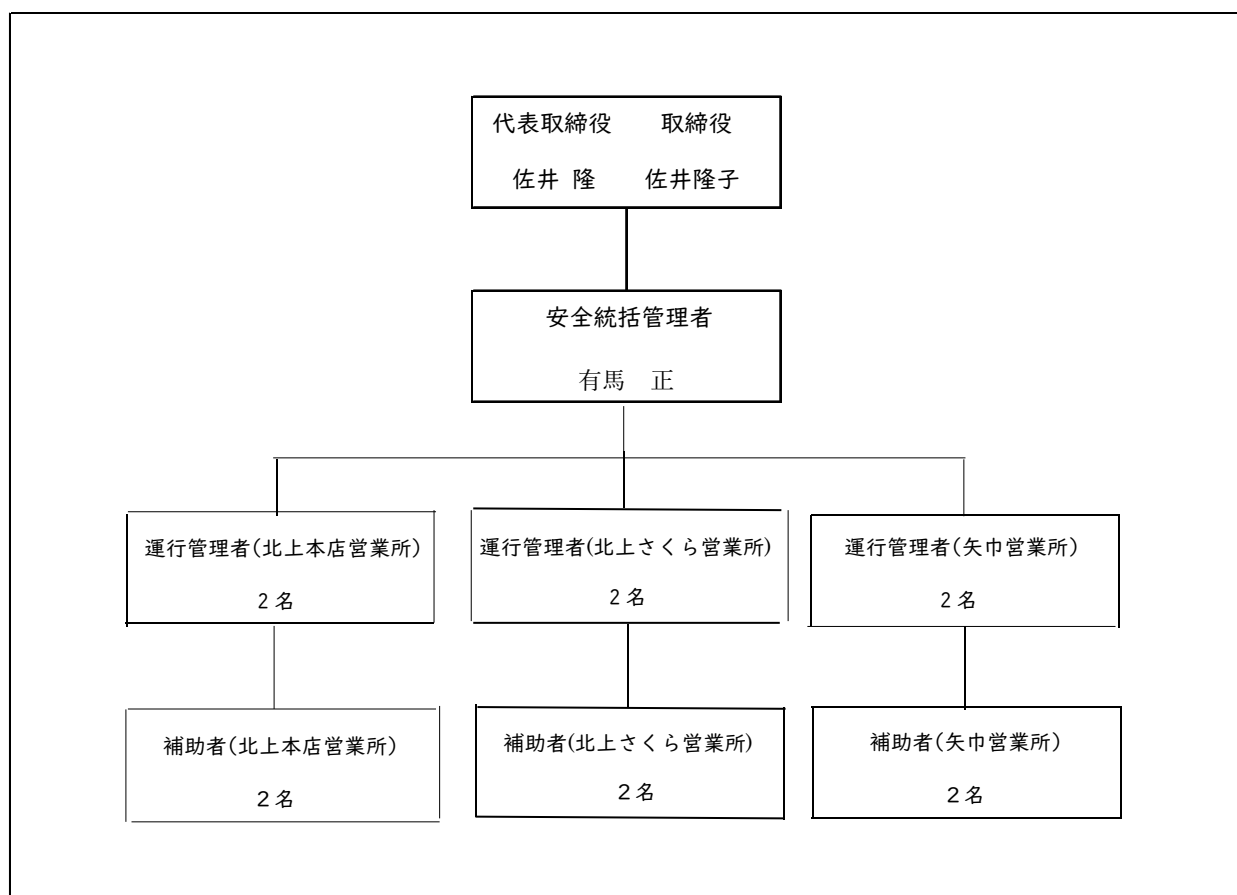 代表取締役 取締役
佐井 隆 佐井隆子
安全統括管理者
有馬 正
運行管理者(北上本店営業所)
2名
運行管理者(北上さくら営業所)
2名
運行管理者(矢巾営業所)
2名
補助者(北上本店営業所)
2名
補助者(北上さくら営業所)
2名
補助者(矢巾営業所)
2名